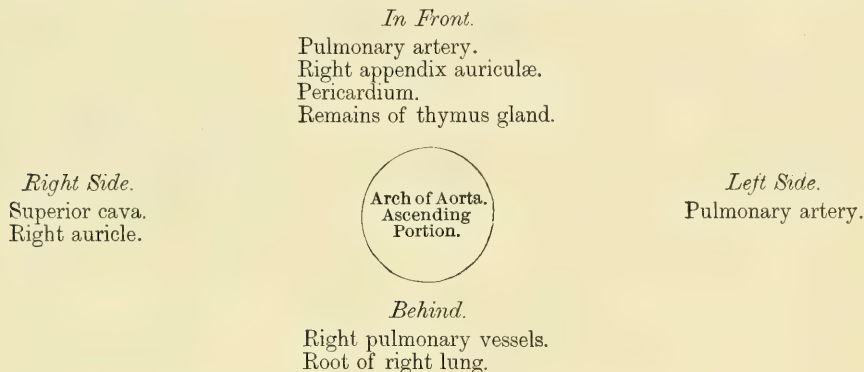 In Front.
Pulmonary artery.
Right appendix auriculæ.
Pericardium.
Remains of thymus gland.
Right Side.
Superior cava.
Right auricle.
Arch of Aorta.
Ascending
Portion.
Left Side.
Pulmonary artery.
Behind.
Right pulmonary vessels.
Root of right lung.